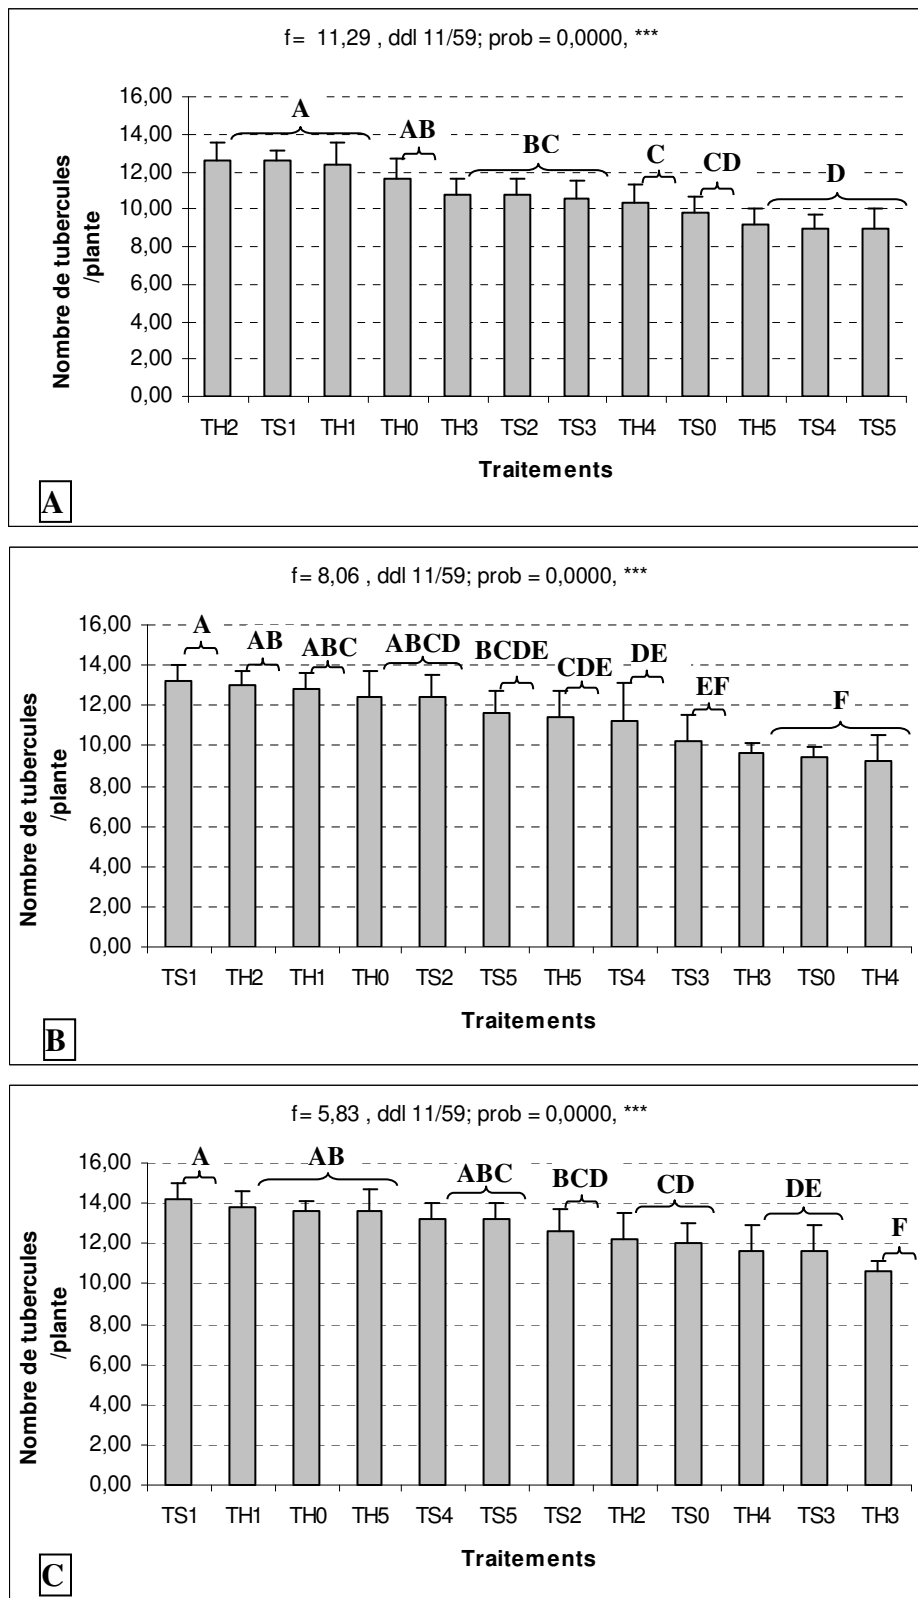 f= 11,29 , ddl 11/59; prob = 0,0000, ***
Nombre de tubercules
/plante
16,00
14,00
12,00
10,00
8,00
6,00
4,00
2,00
0,00
A
AB
BC
C
CD
D
TH2 TS1 TH1 TH0 TH3 TS2 TS3 TH4 TS0 TH5 TS4 TS5
Traitements
A
f= 8,06 , ddl 11/59; prob = 0,0000, ***
Nombre de tubercules
/plante
16,00
14,00
12,00
10,00
8,00
6,00
4,00
2,00
0,00
A
AB
ABC
ABCD
BCDE
CDE
DE
EF
F
TS1 TH2 TH1 TH0 TS2 TS5 TH5 TS4 TS3 TH3 TS0 TH4
Traitements
B
f= 5,83 , ddl 11/59; prob = 0,0000, ***
Nombre de tubercules
/plante
16,00
14,00
12,00
10,00
8,00
6,00
4,00
2,00
0,00
A
AB
ABC
BCD
CD
DE
F
TS1 TH1 TH0 TH5 TS4 TS5 TS2 TH2 TS0 TH4 TS3 TH3
Traitements
C